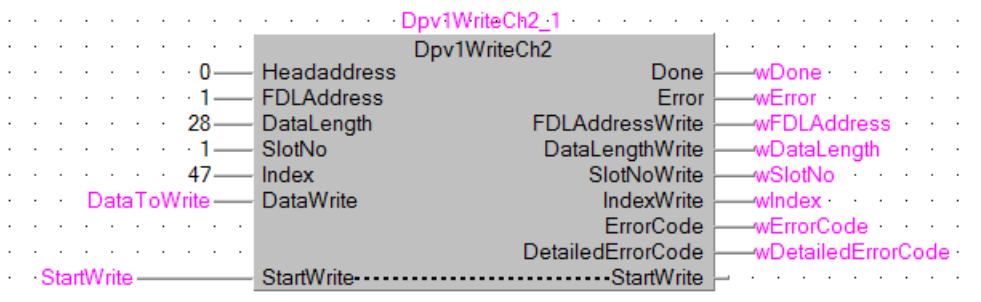 Dpv1WriteCh2_1
Dpv1WriteCh2
0 Headaddress Done wDone
1 FDLAddress Error wError
28 DataLength FDLAddressWrite wFDLAddress
1 SlotNo DataLengthWrite wDataLength
47 Index SlotNoWrite wSlotNo
DataToWrite DataWrite IndexWrite wIndex
ErrorCode wErrorCode
DetailedErrorCode wDetailedErrorCode
StartWrite StartWrite StartWrite